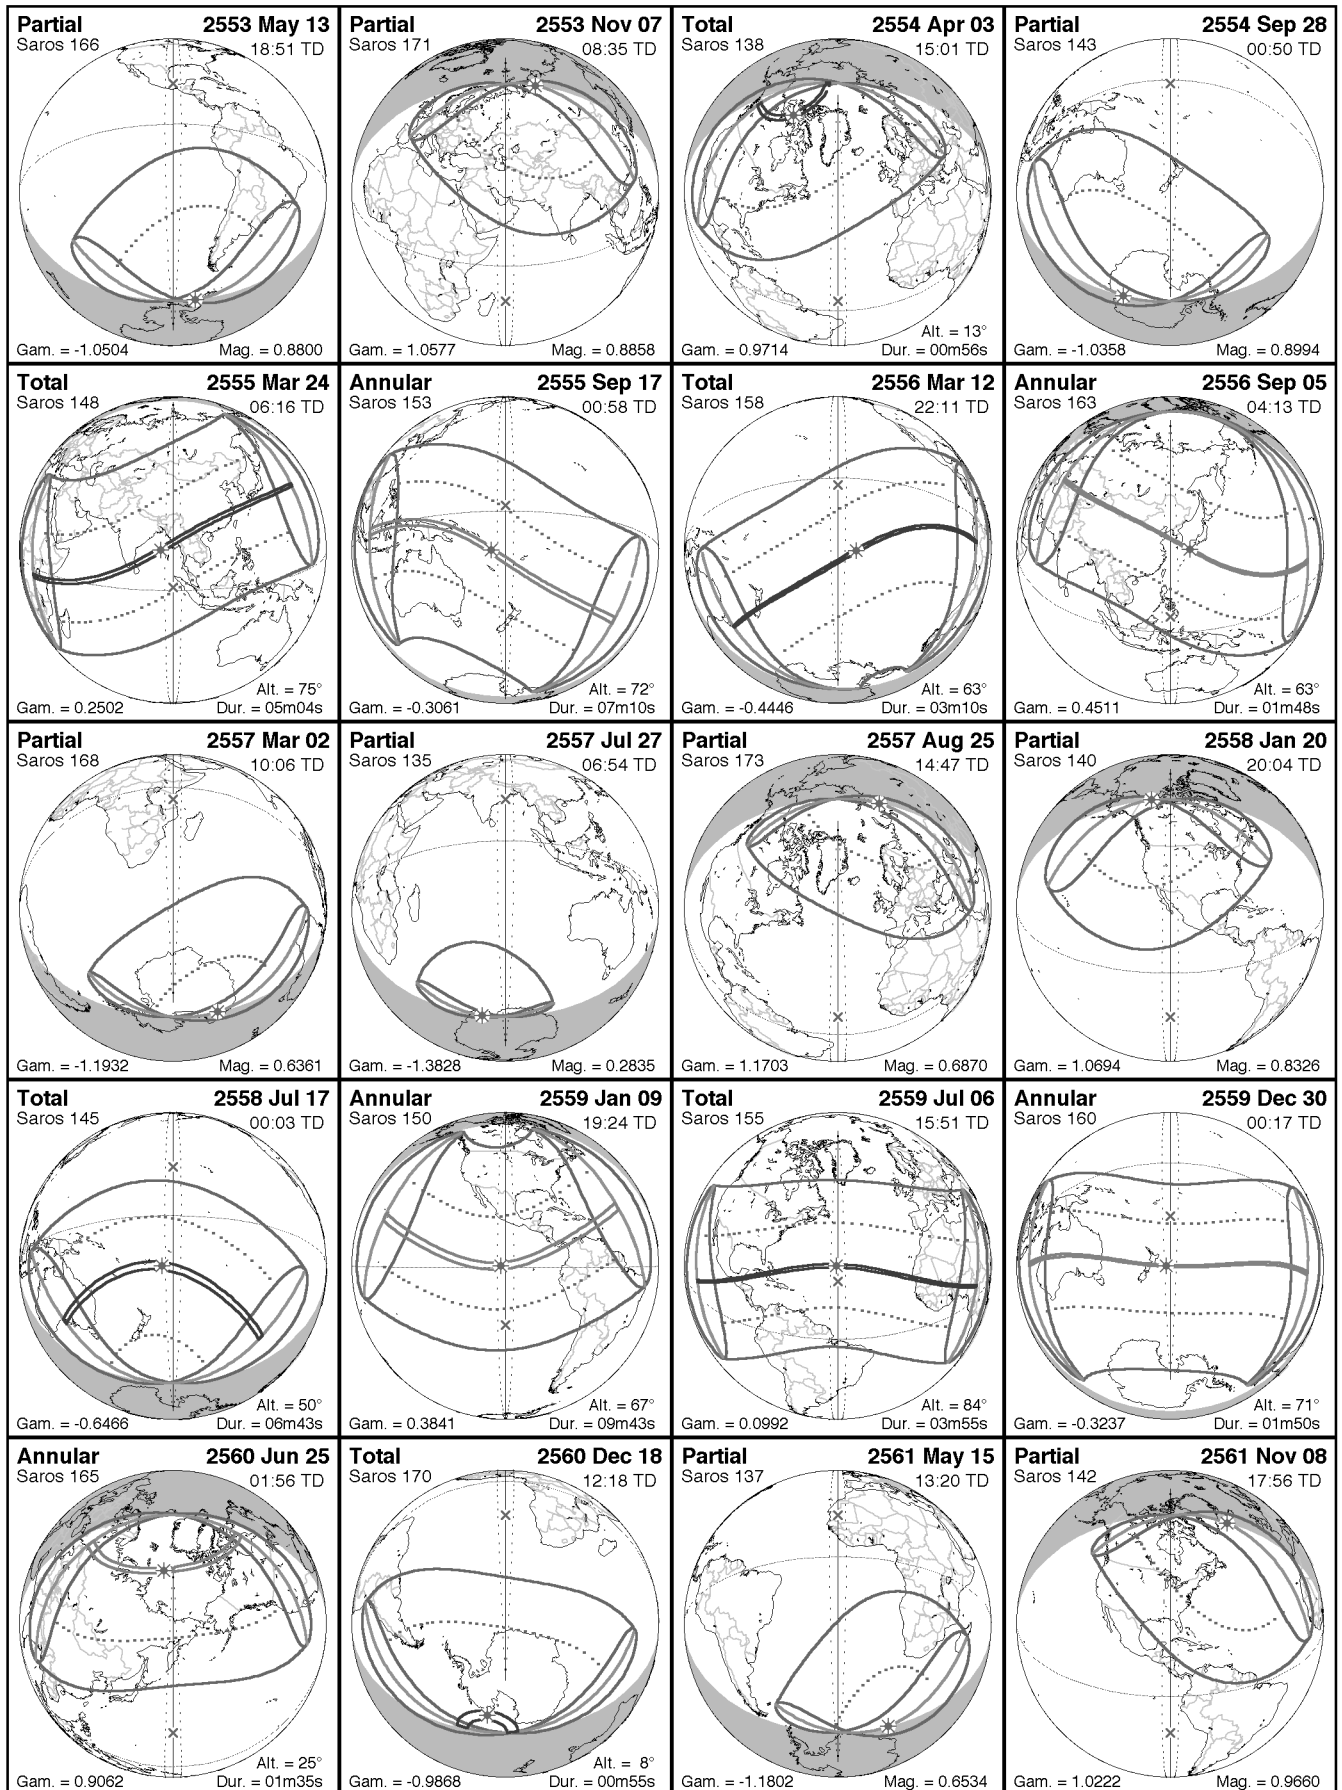 Partial 2553 May 13
Saros 166 18:51 TD
Gam. = -1.0504 Mag. = 0.8800
Partial 2553 Nov 07
Saros 171 08:35 TD
Gam. = 1.0577 Mag. = 0.8858
Total 2554 Apr 03
Saros 138 15:01 TD
Alt. = 13°
Gam. = 0.9714 Dur. = 00m56s
Partial 2554 Sep 28
Saros 143 00:50 TD
Gam. = -1.0358 Mag. = 0.8994
Total 2555 Mar 24
Saros 148 06:16 TD
Alt. = 75°
Gam. = 0.2502 Dur. = 05m04s
Annular 2555 Sep 17
Saros 153 00:58 TD
Alt. = 72°
Gam. = -0.3061 Dur. = 07m10s
Total 2556 Mar 12
Saros 158 22:11 TD
Alt. = 63°
Gam. = -0.4446 Dur. = 03m10s
Annular 2556 Sep 05
Saros 163 04:13 TD
Alt. = 63°
Gam. = 0.4511 Dur. = 01m48s
Partial 2557 Mar 02
Saros 168 10:06 TD
Gam. = -1.1932 Mag. = 0.6361
Partial 2557 Jul 27
Saros 135 06:54 TD
Gam. = -1.3828 Mag. = 0.2835
Partial 2557 Aug 25
Saros 173 14:47 TD
Gam. = 1.1703 Mag. = 0.6870
Partial 2558 Jan 20
Saros 140 20:04 TD
Gam. = 1.0694 Mag. = 0.8326
Total 2558 Jul 17
Saros 145 00:03 TD
Alt. = 50°
Gam. = -0.6466 Dur. = 06m43s
Annular 2559 Jan 09
Saros 150 19:24 TD
Alt. = 67°
Gam. = 0.3841 Dur. = 09m43s
Total 2559 Jul 06
Saros 155 15:51 TD
Alt. = 84°
Gam. = 0.0992 Dur. = 03m55s
Annular 2559 Dec 30
Saros 160 00:17 TD
Alt. = 71°
Gam. = -0.3237 Dur. = 01m50s
Annular 2560 Jun 25
Saros 165 01:56 TD
Alt. = 25°
Gam. = 0.9062 Dur. = 01m35s
Total 2560 Dec 18
Saros 170 12:18 TD
Alt. = 8°
Gam. = -0.9868 Dur. = 00m55s
Partial 2561 May 15
Saros 137 13:20 TD
Gam. = -1.1802 Mag. = 0.6534
Partial 2561 Nov 08
Saros 142 17:56 TD
Gam. = 1.0222 Mag. = 0.9660